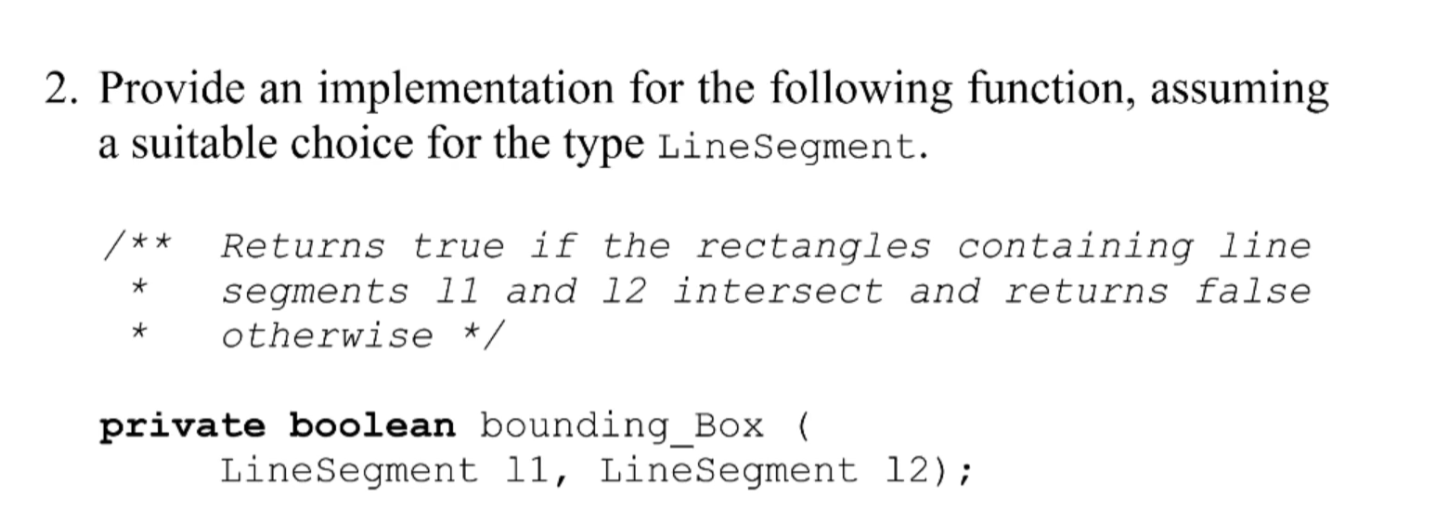 2. Provide an implementation for the following function, assuming
a suitable choice for the type LineSegment.
/** Returns true if the rectangles containing line
* segments l1 and l2 intersect and returns false
* otherwise */
private boolean bounding_Box (
LineSegment l1, LineSegment l2);